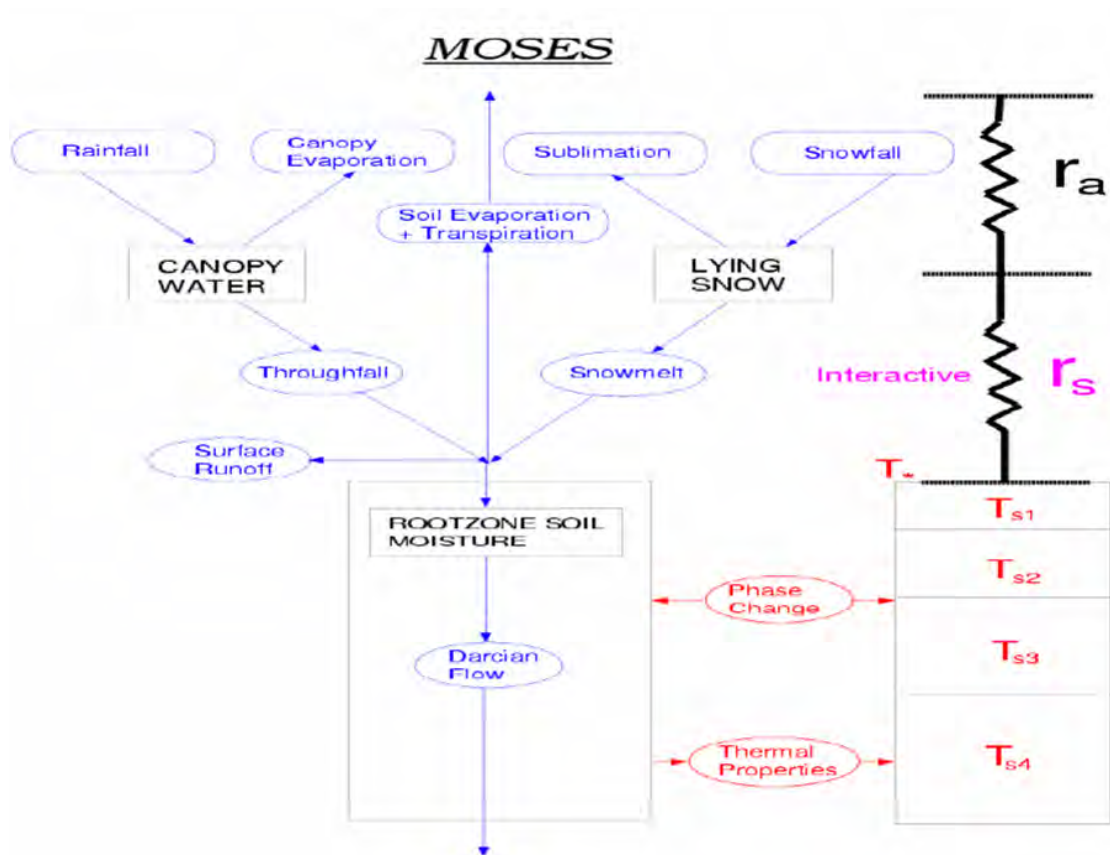 MOSES
Rainfall
Canopy
Evaporation
Sublimation
Snowfall
ra
Soil Evaporation
+ Transpiration
CANOPY
WATER
LYING
SNOW
Throughfall
Snowmelt
Interactive
rs
Surface
Runoff
T*
Ts1
ROOTZONE SOIL
MOISTURE
Ts2
Phase
Change
Darcian
Flow
Ts3
Thermal
Properties
Ts4